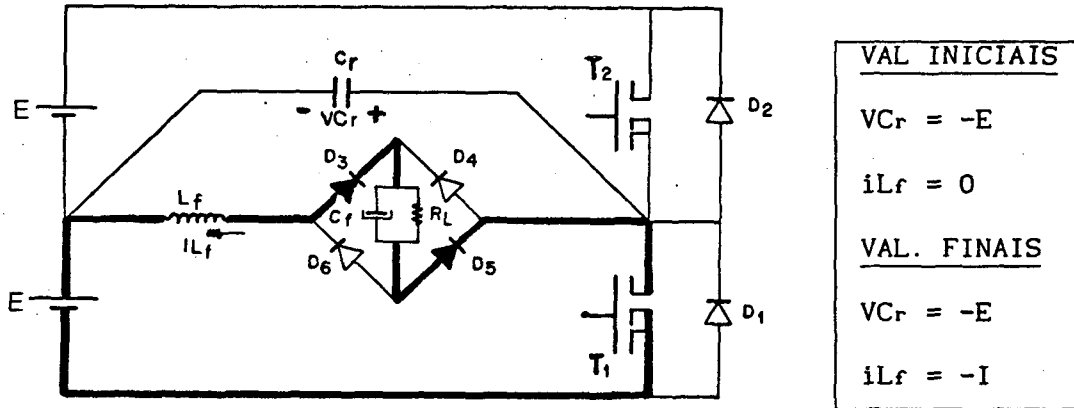 Cr
- VCr +
T2
D2
E
D3
D4
Lf
Cf
RL
ILf
D6
D5
E
T1
D1
VAL INICIAIS
VCr = -E
iLf = 0
VAL. FINAIS
VCr = -E
iLf = -I